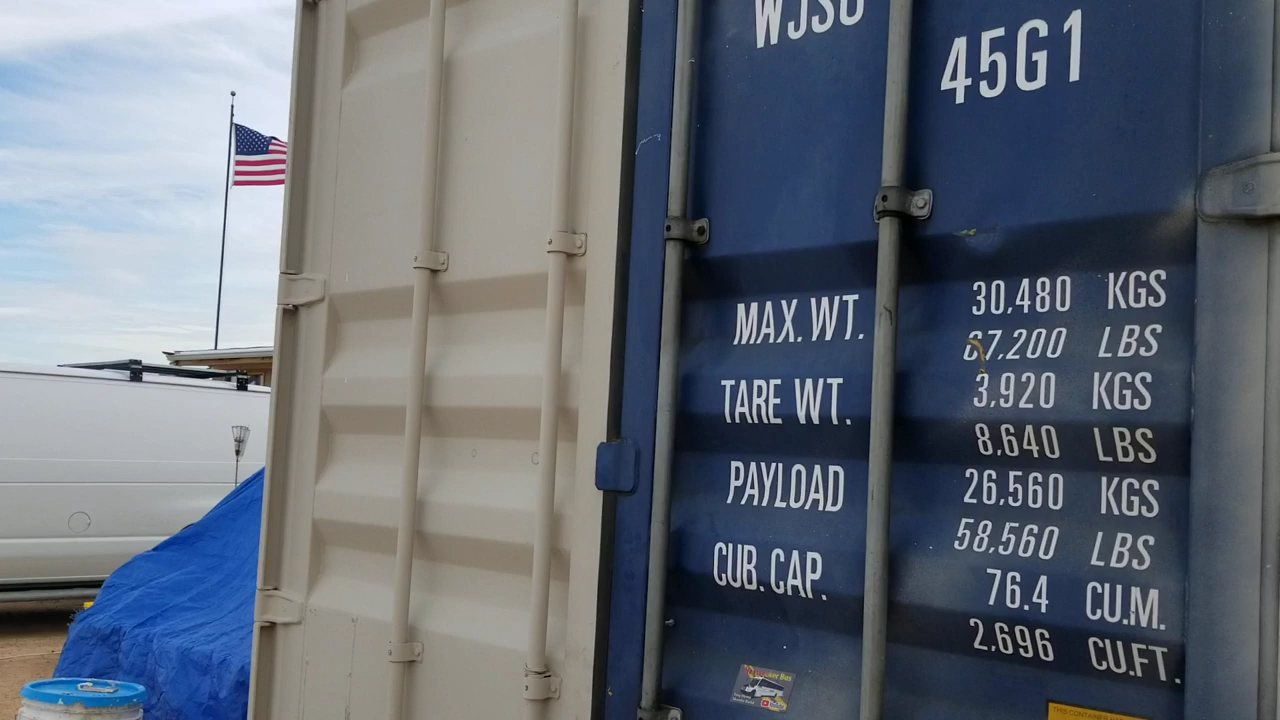 45G1
MAX. WT. 30,480 KGS
67,200 LBS
TARE WT. 3,920 KGS
8,640 LBS
PAYLOAD 26,560 KGS
58,560 LBS
CUB. CAP. 76.4 CU.M.
2,696 CU.FT.